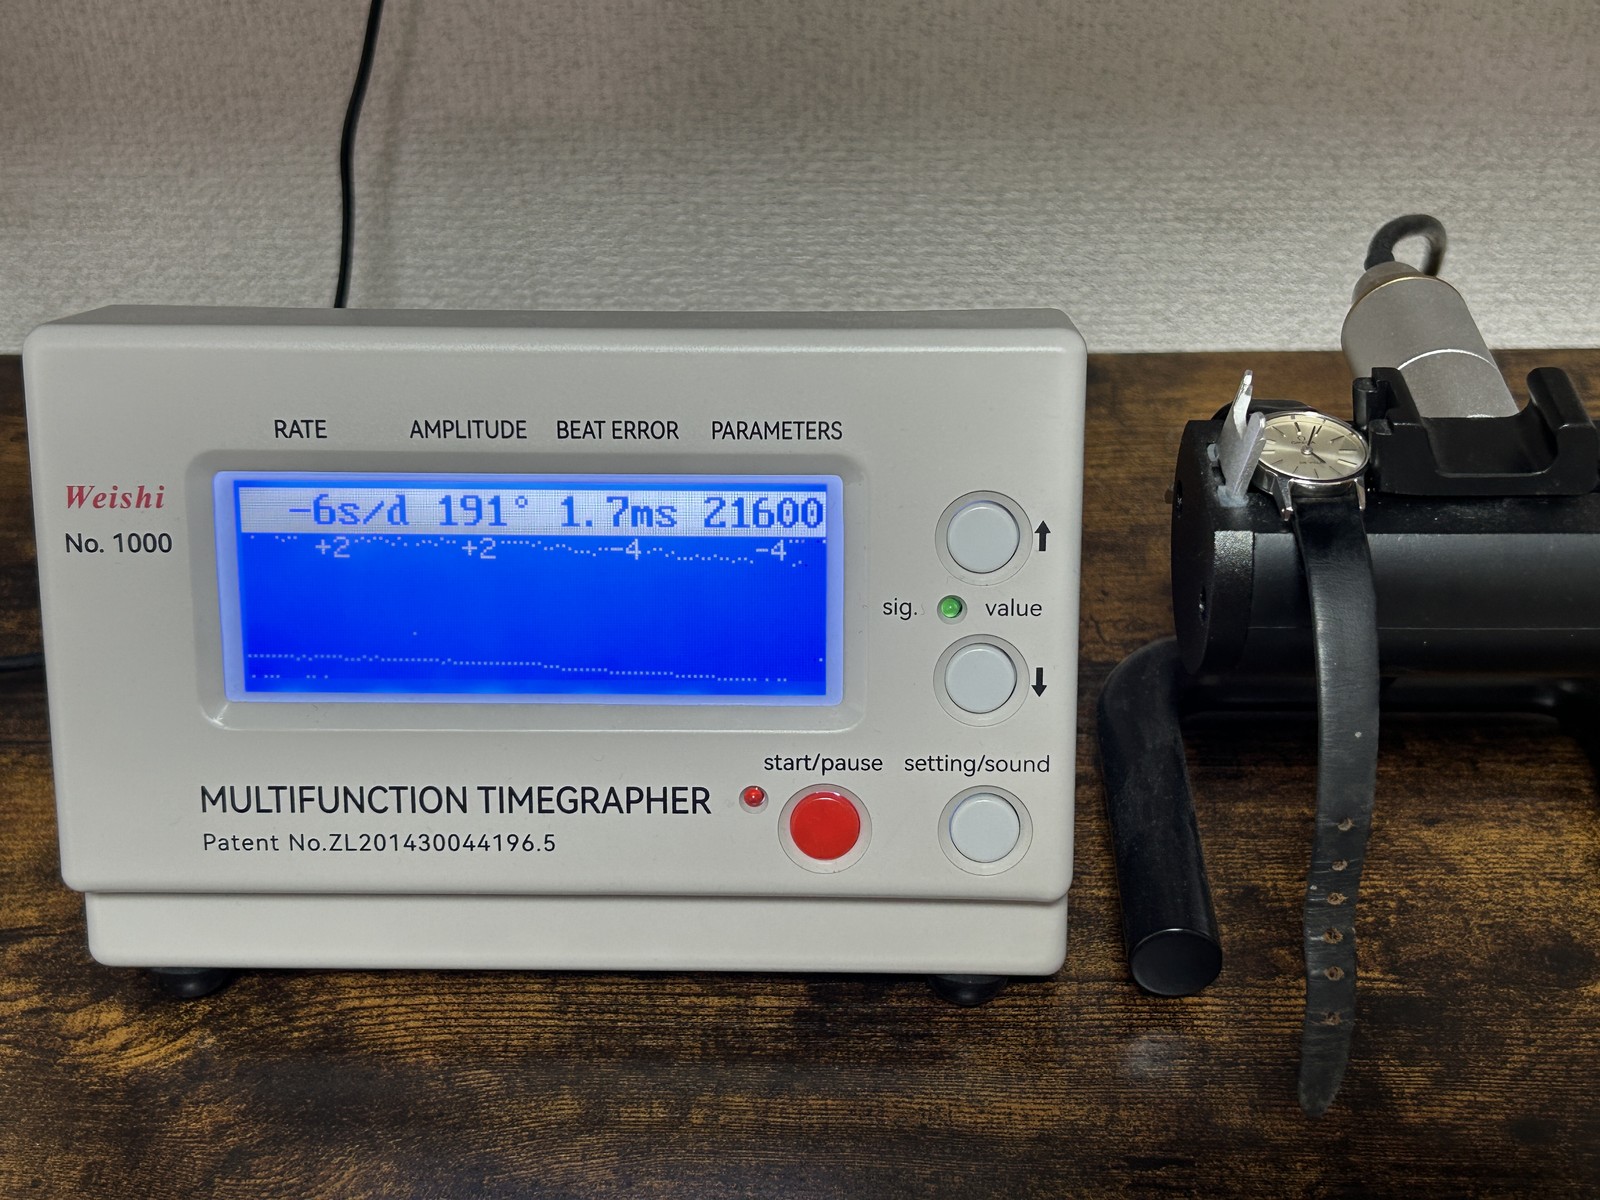 RATE AMPLITUDE BEAT ERROR PARAMETERS
Weishi
No. 1000
-6s/d 191° 1.7ms 21600
+2 +2 -4 -4
sig. value
start/pause setting/sound
MULTIFUNCTION TIMEGRAPHER
Patent No.ZL201430044196.5